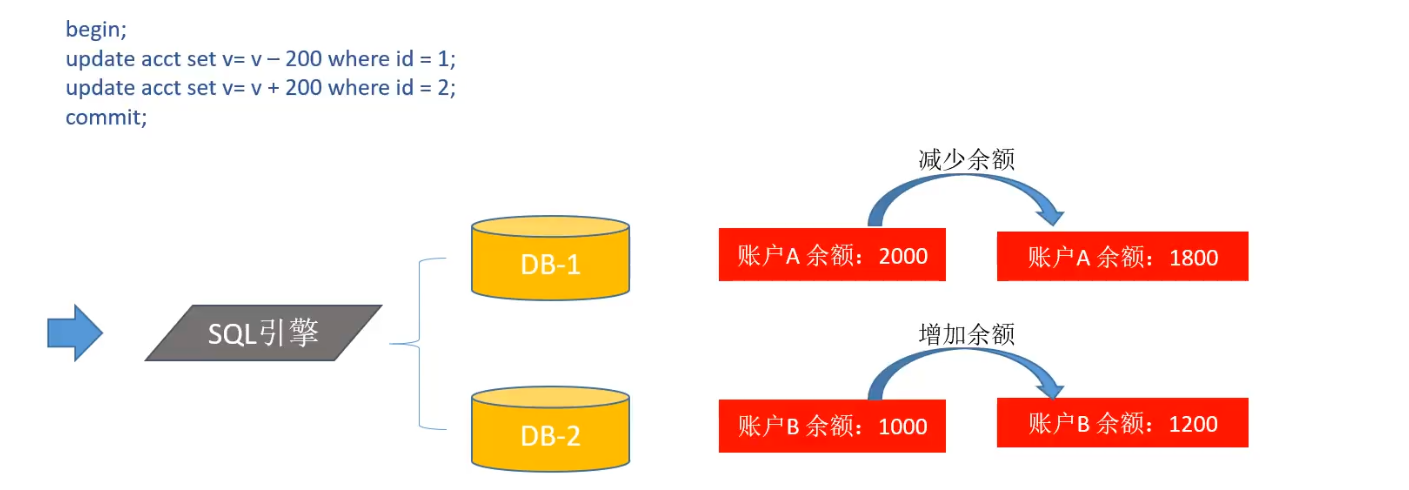 begin;
update acct set v= v – 200 where id = 1;
update acct set v= v + 200 where id = 2;
commit;
减少余额
DB-1
账户A 余额：2000
账户A 余额：1800
SQL引擎
增加余额
DB-2
账户B 余额：1000
账户B 余额：1200